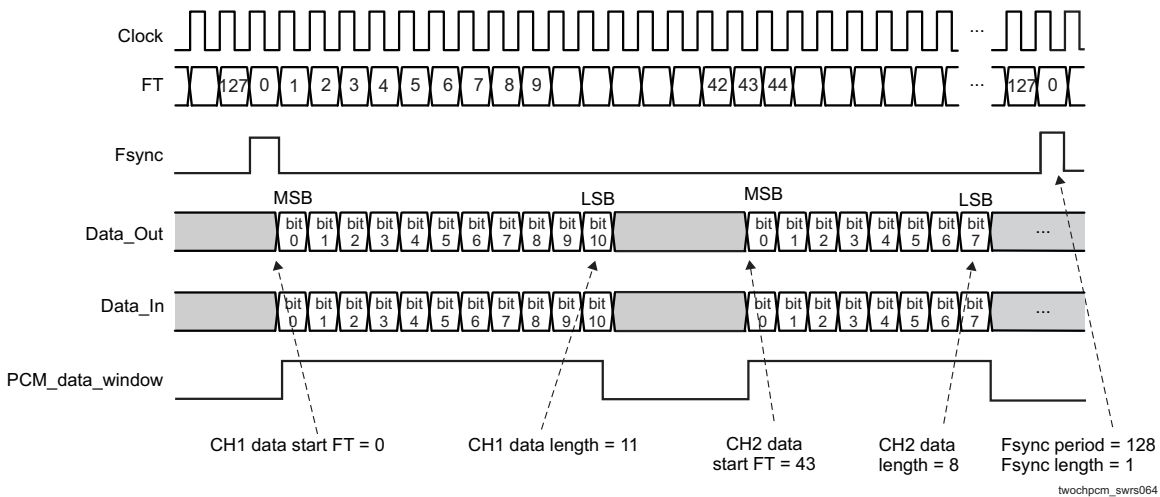 Clock
...
FT 127 0 1 2 3 4 5 6 7 8 9 42 43 44 ... 127 0
Fsync
MSB LSB MSB LSB
Data_Out bit 0 bit 1 bit 2 bit 3 bit 4 bit 5 bit 6 bit 7 bit 8 bit 9 bit 10 bit 0 bit 1 bit 2 bit 3 bit 4 bit 5 bit 6 bit 7 ...
Data_In bit 0 bit 1 bit 2 bit 3 bit 4 bit 5 bit 6 bit 7 bit 8 bit 9 bit 10 bit 0 bit 1 bit 2 bit 3 bit 4 bit 5 bit 6 bit 7 ...
PCM_data_window
CH1 data start FT = 0
CH1 data length = 11
CH2 data
start FT = 43
CH2 data
length = 8
Fsync period = 128
Fsync length = 1
twochpcm_swrs064